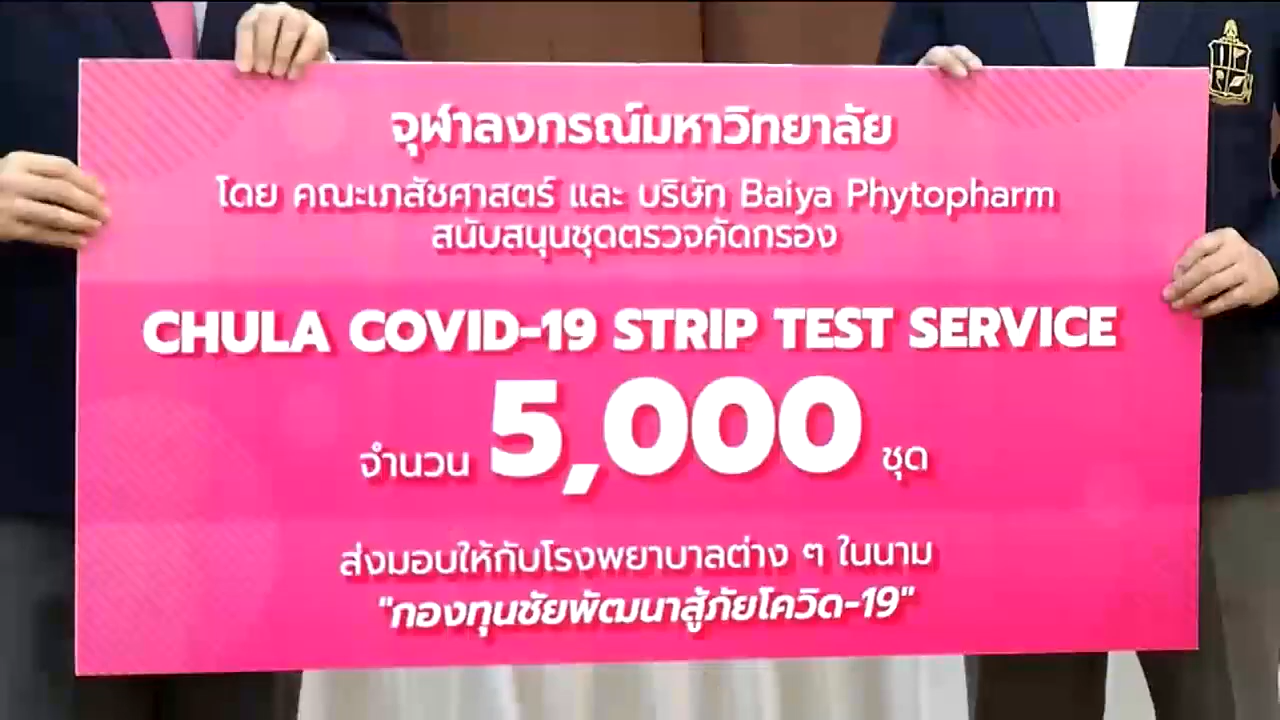 จุฬาลงกรณ์มหาวิทยาลัย
โดย คณะเภสัชศาสตร์ และ บริษัท Baiya Phytopharm
สนับสนุนชุดตรวจคัดกรอง
CHULA COVID-19 STRIP TEST SERVICE
จำนวน 5,000 ชุด
ส่งมอบให้กับโรงพยาบาลต่าง ๆ ในนาม
"กองทุนชัยพัฒนาสู้ภัยโควิด-19"